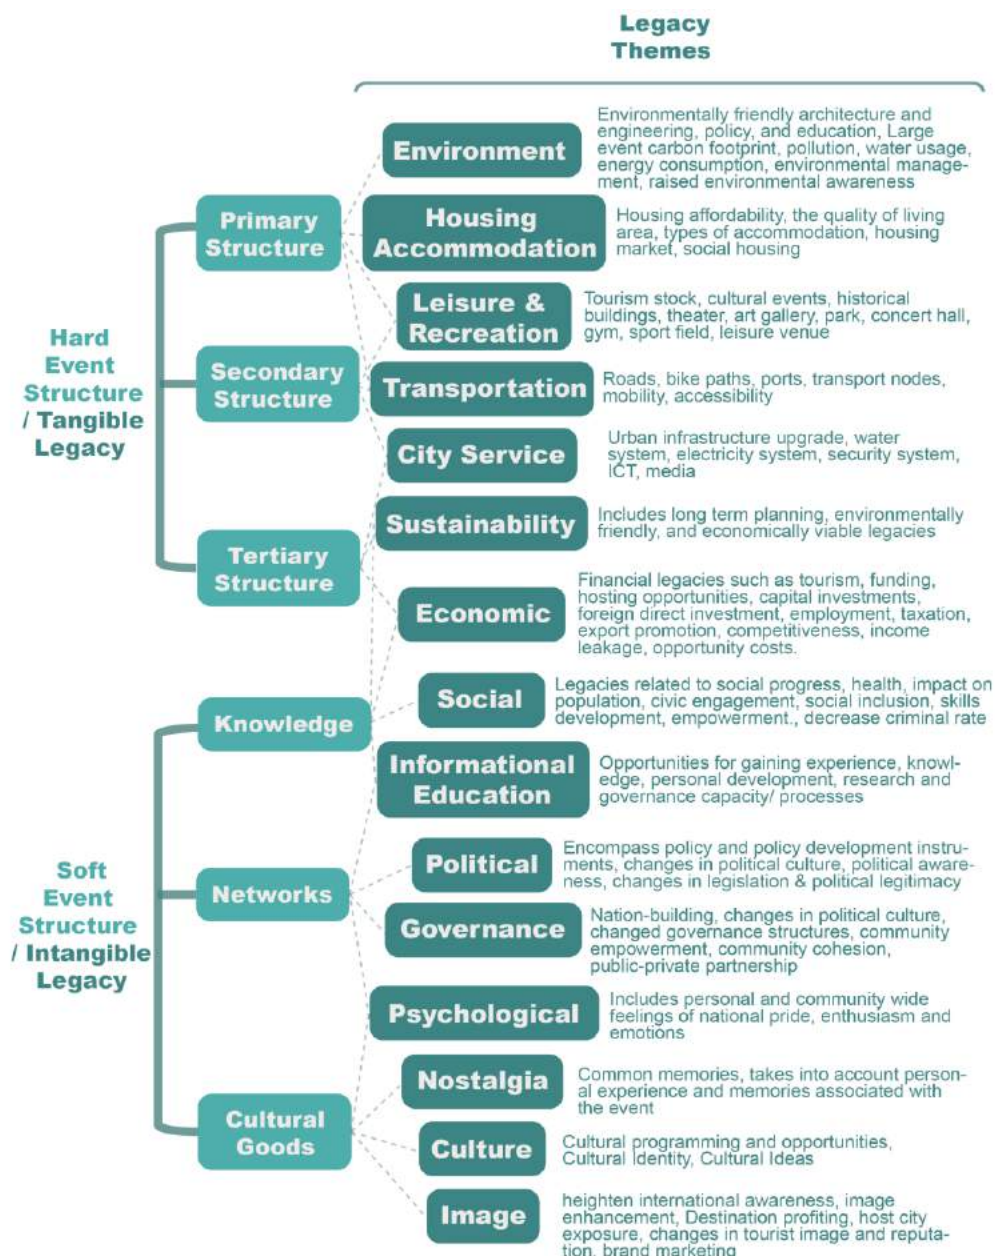 Legacy
Themes
Hard
Event
Structure
/ Tangible
Legacy
Primary
Structure
Secondary
Structure
Tertiary
Structure
Environment
Environmentally friendly architecture and
engineering, policy, and education, Large
event carbon footprint, pollution, water usage,
energy consumption, environmental manage-
ment, raised environmental awareness
Housing
Accommodation
Housing affordability, the quality of living
area, types of accommodation, housing
market, social housing
Leisure &
Recreation
Tourism stock, cultural events, historical
buildings, theater, art gallery, park, concert hall,
gym, sport field, leisure venue
Transportation
Roads, bike paths, ports, transport nodes,
mobility, accessibility
City Service
Urban infrastructure upgrade, water
system, electricity system, security system,
ICT, media
Sustainability
Includes long term planning, environmentally
friendly, and economically viable legacies
Economic
Financial legacies such as tourism, funding,
hosting opportunities, capital investments,
foreign direct investment, employment, taxation,
export promotion, competitiveness, income
leakage, opportunity costs.
Soft
Event
Structure
/ Intangible
Legacy
Knowledge
Networks
Cultural
Goods
Social
Legacies related to social progress, health, impact on
population, civic engagement, social inclusion, skills
development, empowerment., decrease criminal rate
Informational
Education
Opportunities for gaining experience, knowl-
edge, personal development, research and
governance capacity/ processes
Political
Encompass policy and policy development instru-
ments, changes in political culture, political aware-
ness, changes in legislation & political legitimacy
Governance
Nation-building, changes in political culture,
changed governance structures, community
empowerment, community cohesion,
public-private partnership
Psychological
Includes personal and community wide
feelings of national pride, enthusiasm and
emotions
Nostalgia
Common memories, takes into account person-
al experience and memories associated with
the event
Culture
Cultural programming and opportunities,
Cultural Identity, Cultural Ideas
Image
heighten international awareness, image
enhancement, Destination profiting, host city
exposure, changes in tourist image and reputa-
tion, brand marketing